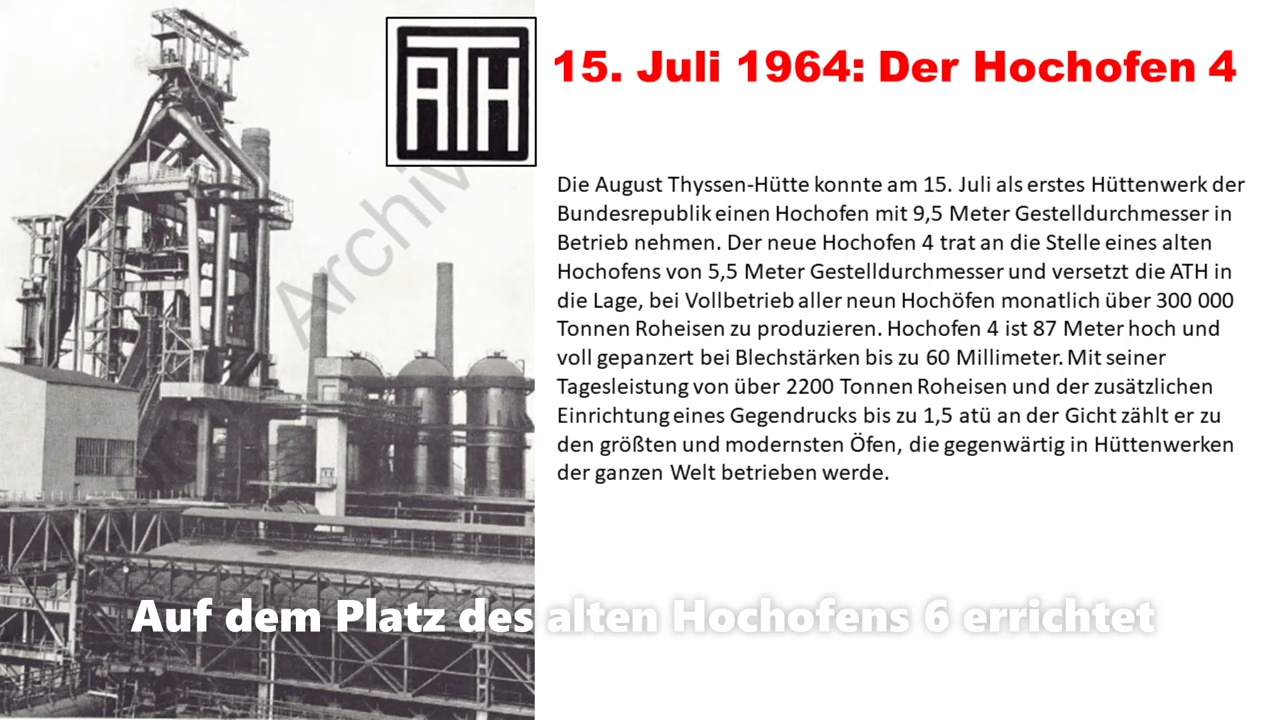 ATH
15. Juli 1964: Der Hochofen 4
Archiv
Die August Thyssen-Hütte konnte am 15. Juli als erstes Hüttenwerk der
Bundesrepublik einen Hochofen mit 9,5 Meter Gestelldurchmesser in
Betrieb nehmen. Der neue Hochofen 4 trat an die Stelle eines alten
Hochofens von 5,5 Meter Gestelldurchmesser und versetzt die ATH in
die Lage, bei Vollbetrieb aller neun Hochöfen monatlich über 300 000
Tonnen Roheisen zu produzieren. Hochofen 4 ist 87 Meter hoch und
voll gepanzert bei Blechstärken bis zu 60 Millimeter. Mit seiner
Tagesleistung von über 2200 Tonnen Roheisen und der zusätzlichen
Einrichtung eines Gegendrucks bis zu 1,5 atü an der Gicht zählt er zu
den größten und modernsten Öfen, die gegenwärtig in Hüttenwerken
der ganzen Welt betrieben werde.
Auf dem Platz des alten Hochofens 6 errichtet